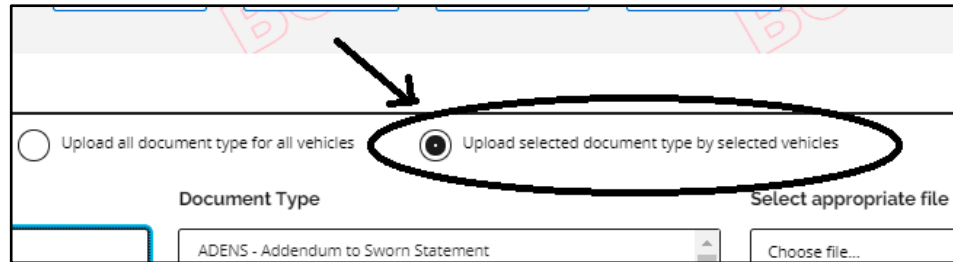 Upload all document type for all vehicles
Upload selected document type by selected vehicles
Document Type
Select appropriate file
ADENS - Addendum to Sworn Statement
Choose file...